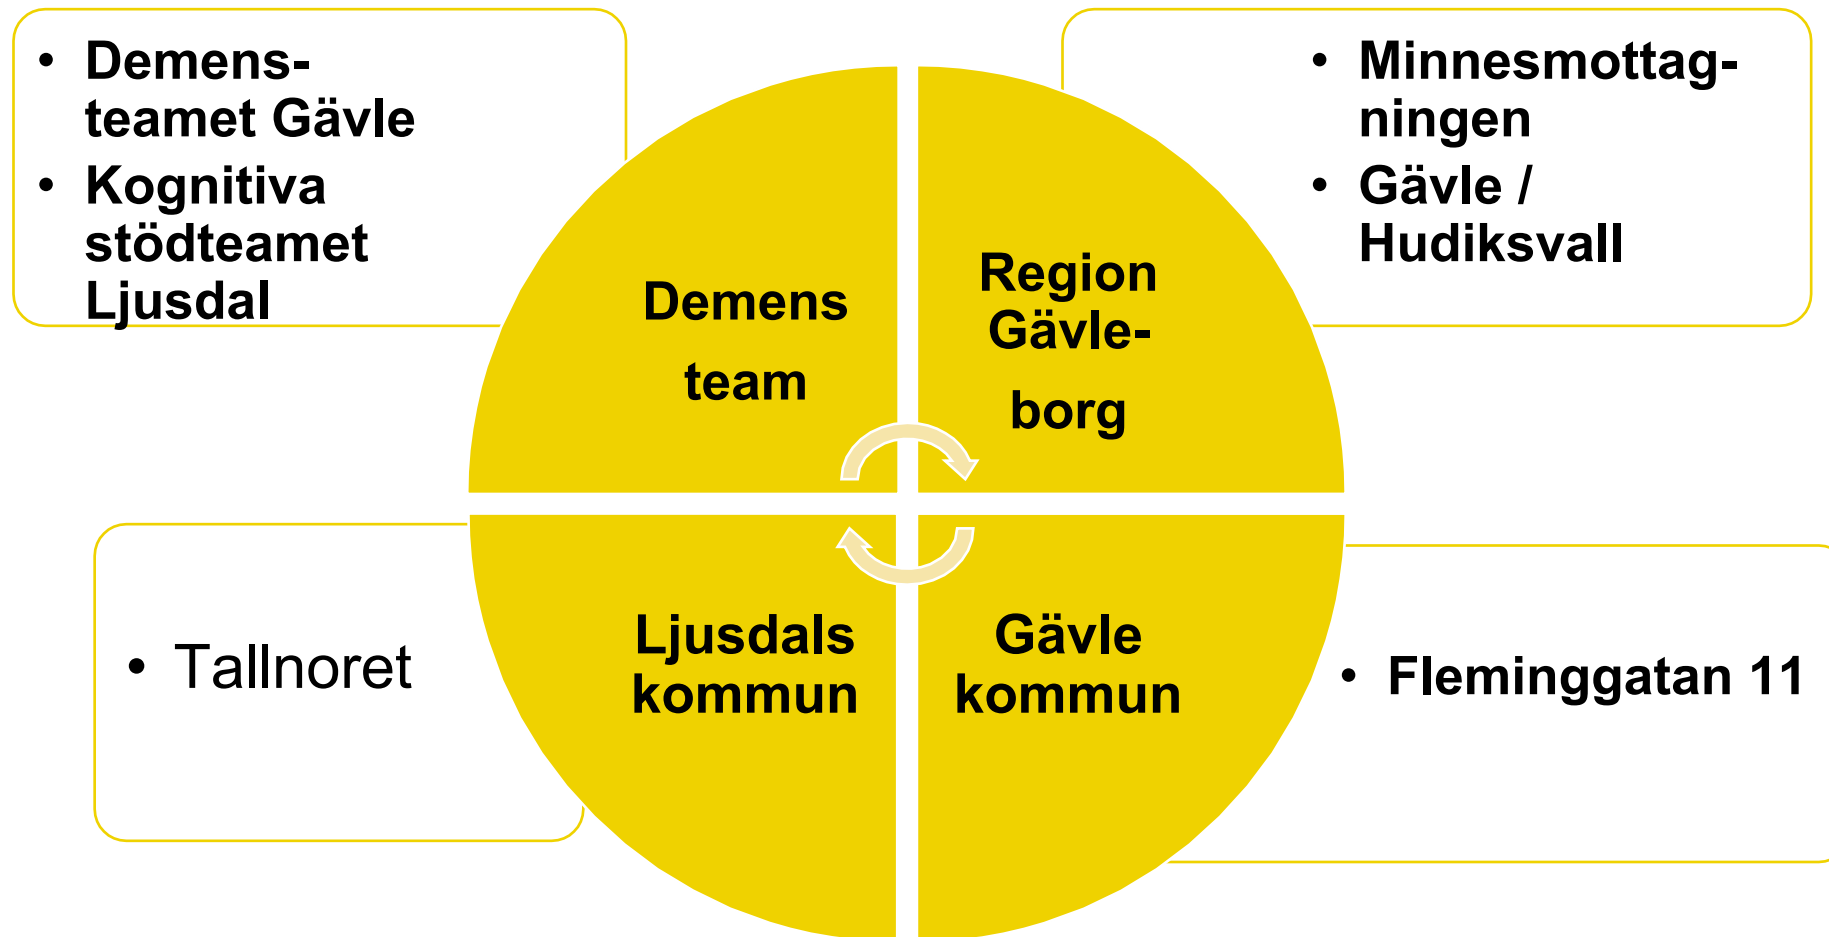 • Demens-
teamet Gävle
• Kognitiva
stödteamet
Ljusdal
• Minnesmottag-
ningen
• Gävle /
Hudiksvall
Demens
team
Region
Gävle-
borg
Ljusdals
kommun
Gävle
kommun
• Tallnoret
• Fleminggatan 11